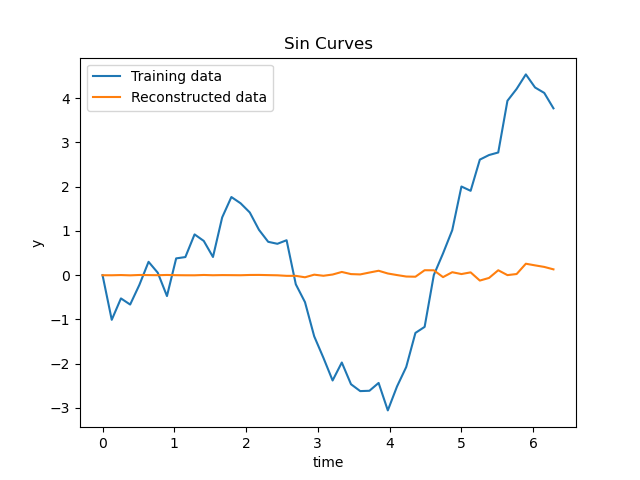 Sin Curves
Training data
Reconstructed data
y
4
3
2
1
0
−1
−2
−3
0 1 2 3 4 5 6
time